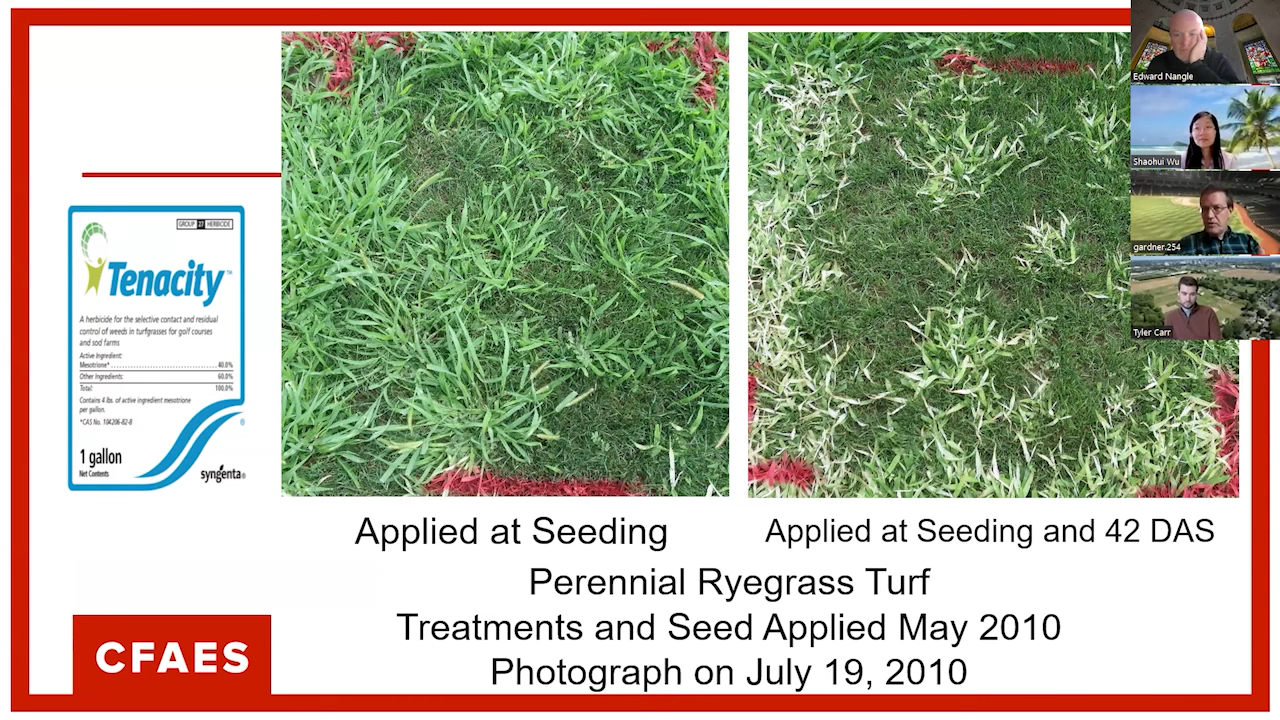 GROUP 27 HERBICIDE
Tenacity™
A herbicide for the selective contact and residual
control of weeds in turfgrasses for golf courses
and sod farms
Active Ingredient:
Mesotrione* 40.0%
Other Ingredients: 60.0%
Total: 100.0%
Contains 4 lbs. of active ingredient mesotrione
per gallon.
*CAS No. 104206-82-8
1 gallon
Net Contents
syngenta®
Applied at Seeding
Applied at Seeding and 42 DAS
Perennial Ryegrass Turf
Treatments and Seed Applied May 2010
Photograph on July 19, 2010
CFAES
Edward Nangle
Shaohui Wu
gardner.254
Tyler Carr